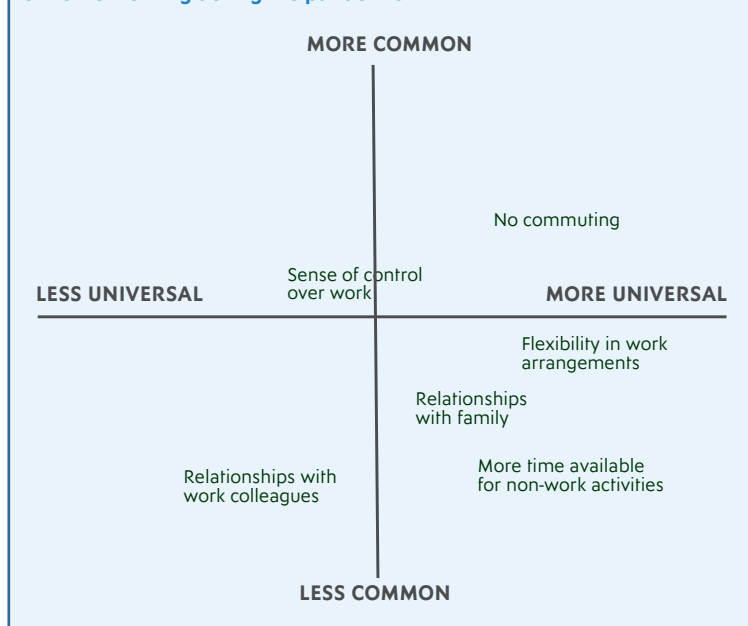 MORE COMMON
No commuting
Sense of control
over work
LESS UNIVERSAL
MORE UNIVERSAL
Flexibility in work
arrangements
Relationships
with family
More time available
for non-work activities
Relationships with
work colleagues
LESS COMMON